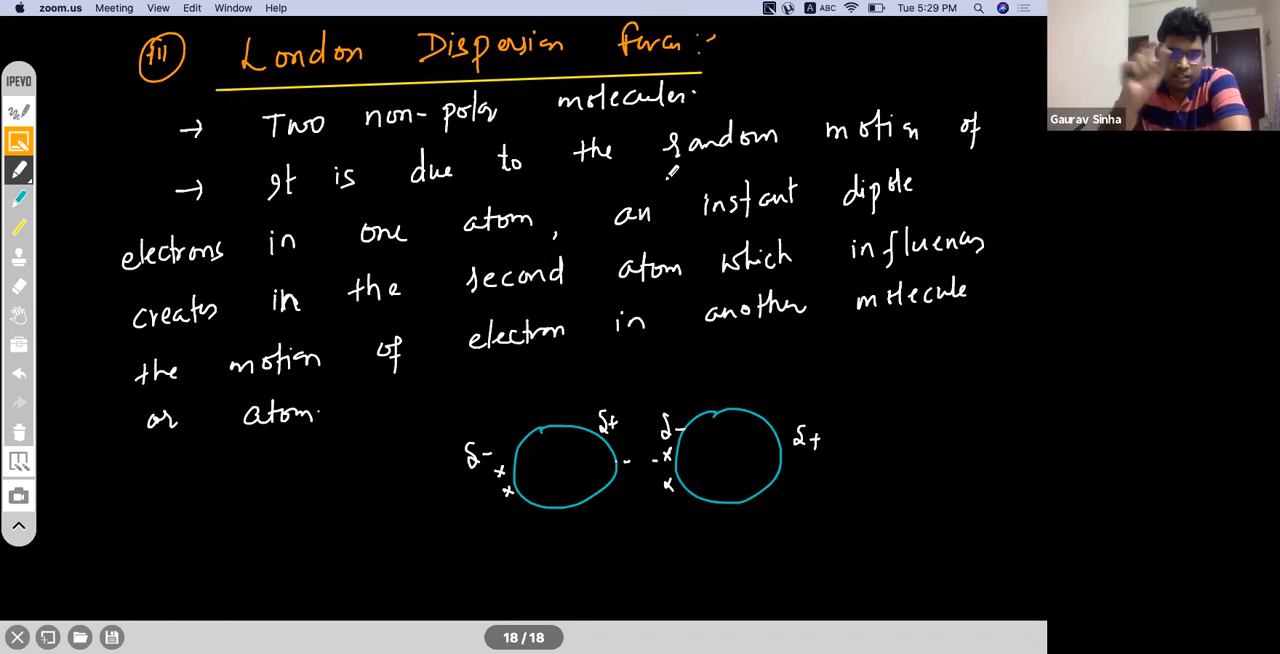 zoom.us Meeting View Edit Window Help
A ABC Tue 5:29 PM
(iii) London Dispersion force :-
IPEVO
Gaurav Sinha
→ Two non-polar molecules.
→ It is due to the random motion of
electrons in one atom, an instant dipole
creates in the second atom which influences
the motion of electron in another molecule
or atom.
δ- δ+ δ- δ+
x x
x x
18 / 18